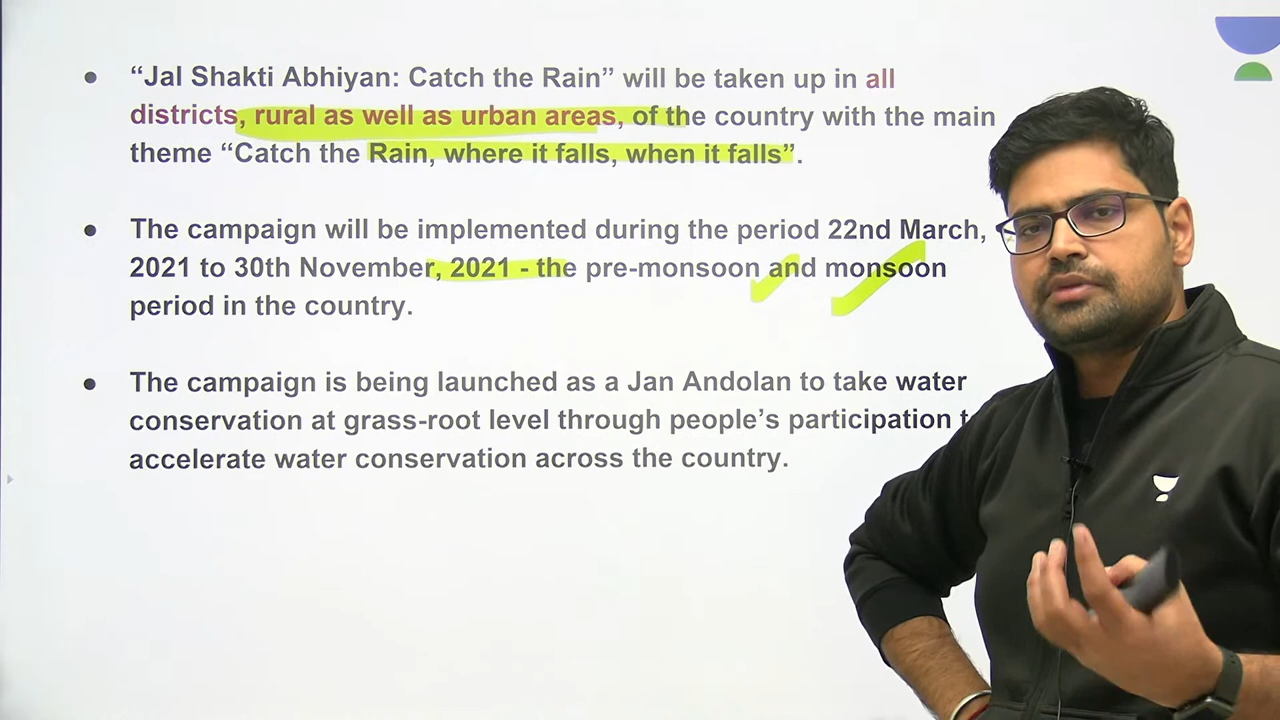 • “Jal Shakti Abhiyan: Catch the Rain” will be taken up in all
districts, rural as well as urban areas, of the country with the main
theme “Catch the Rain, where it falls, when it falls”.
• The campaign will be implemented during the period 22nd March,
2021 to 30th November, 2021 - the pre-monsoon and monsoon
period in the country.
• The campaign is being launched as a Jan Andolan to take water
conservation at grass-root level through people’s participation
accelerate water conservation across the country.